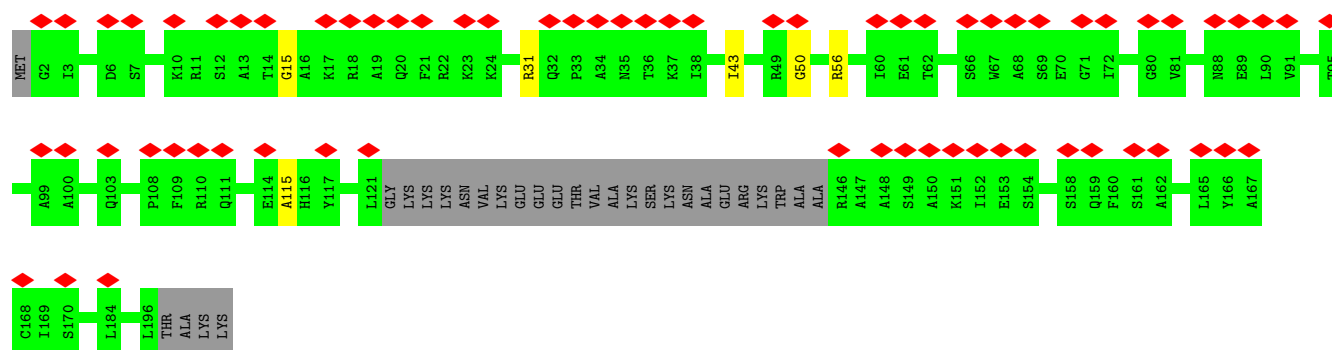 MET G2 I3 D6 S7 K10 R11 S12 A13 T14 G15 A16 K17 R18 A19 Q20 F21 R22 K23 K24 R31 Q32 P33 A34 N35 T36 K37 I38 I43 R49 G50 R56 I60 E61 T62 S66 W67 A68 S69 E70 G71 I72 G80 V81 N88 E89 L90 V91 T95
A99 A100 Q103 P108 F109 R110 Q111 E114 A115 H116 Y117 L121 GLY LYS LYS LYS ASN VAL LYS GLU GLU GLU THR VAL ALA LYS SER LYS ASN ALA GLU ARG LYS TRP ALA ALA R146 A147 A148 S149 A150 K151 I152 E153 S154 S158 Q159 F160 S161 A162 L165 Y166 A167
C168 I169 S170 L184 L196 THR ALA LYS LYS